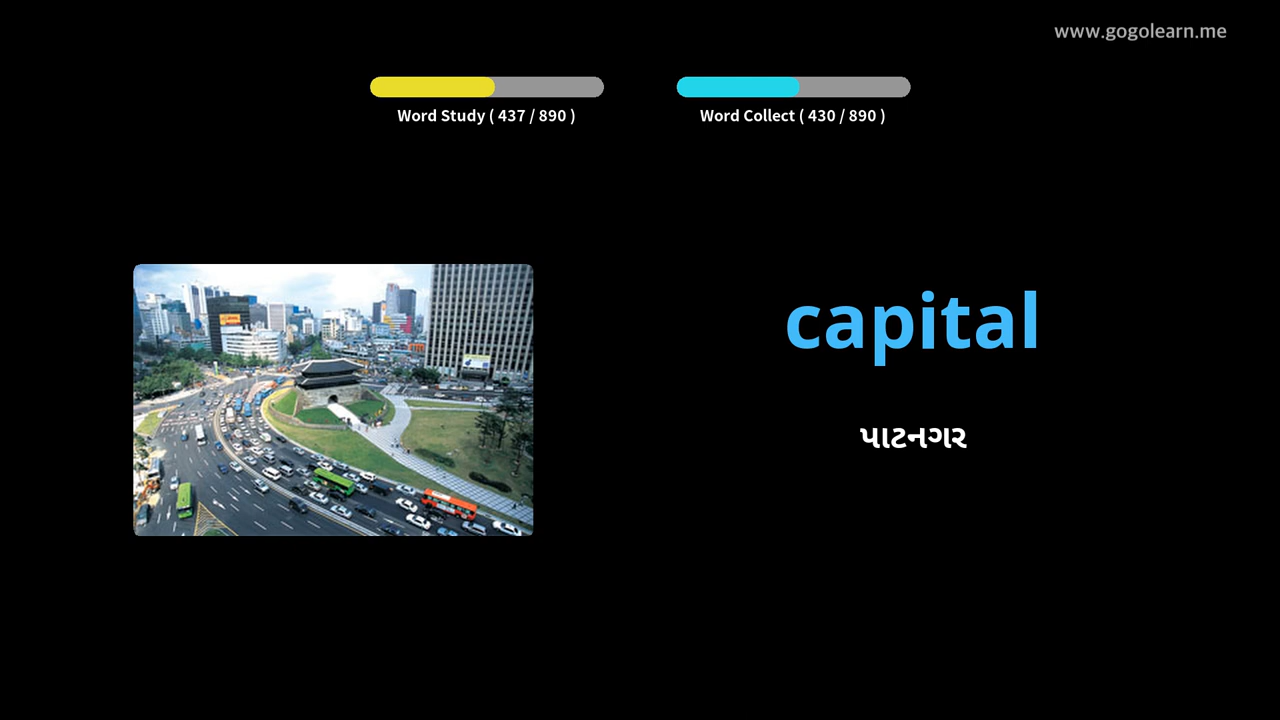 www.gogolearn.me
Word Study ( 437 / 890 )
Word Collect ( 430 / 890 )
capital
પાટનગર